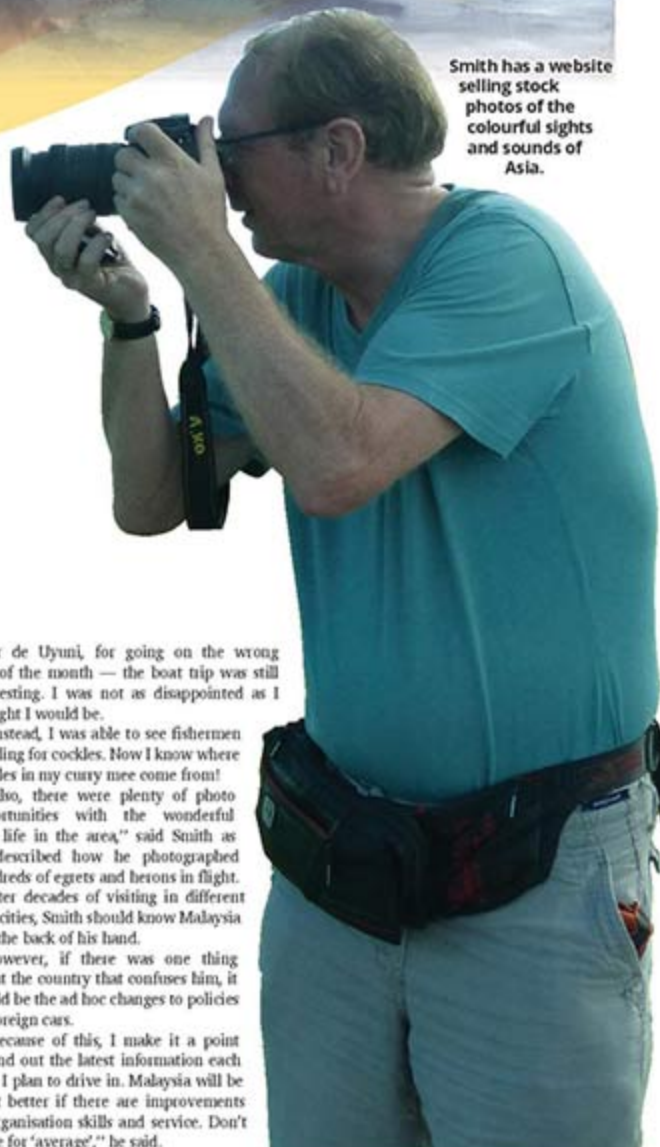 Smith has a website
selling stock
photos of the
colourful sights
and sounds of
Asia.
de Uyuni, for going on the wrong
of the month — the boat trip was still
esting. I was not as disappointed as I
ght I would be.
nstead, I was able to see fishermen
ling for cockles. Now I know where
les in my curry mee come from!
lso, there were plenty of photo
rtunities with the wonderful
life in the area,” said Smith as
described how he photographed
dreds of egrets and herons in flight.
ter decades of visiting in different
cities, Smith should know Malaysia
the back of his hand.
owever, if there was one thing
t the country that confuses him, it
ld be the ad hoc changes to policies
oreign cars.
ecause of this, I make it a point
nd out the latest information each
I plan to drive in. Malaysia will be
better if there are improvements
ganisation skills and service. Don’t
e for ‘average’,” he said.